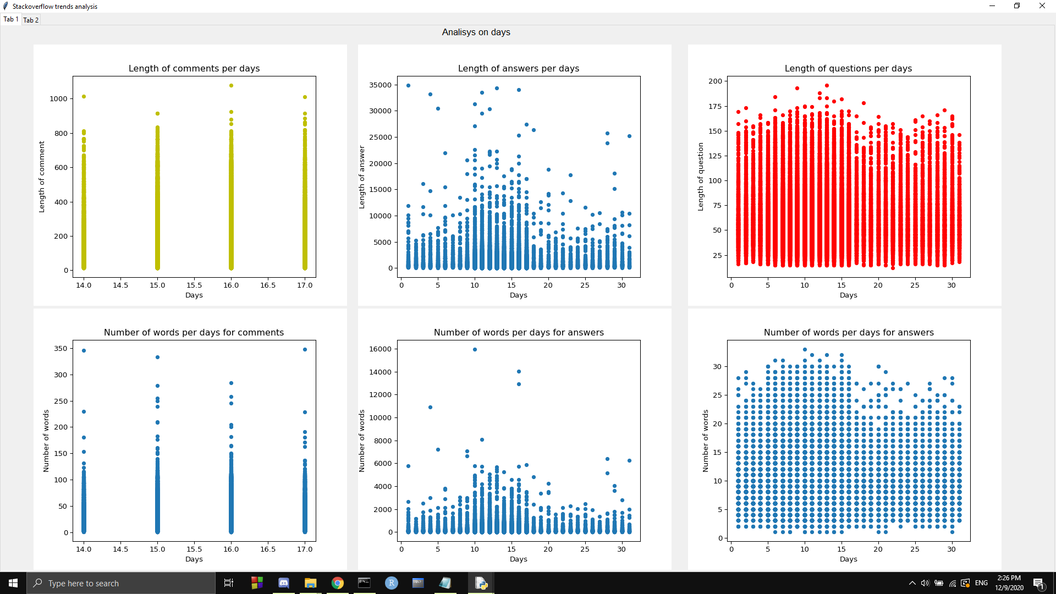 Stackoverflow trends analysis
Tab 1 Tab 2
Analisys on days
Length of comments per days
Length of comment
1000
800
600
400
200
0
14.0 14.5 15.0 15.5 16.0 16.5 17.0
Days
Length of answers per days
Length of answer
35000
30000
25000
20000
15000
10000
5000
0
0 5 10 15 20 25 30
Days
Length of questions per days
Length of question
200
175
150
125
100
75
50
25
0 5 10 15 20 25 30
Days
Number of words per days for comments
Number of words
350
300
250
200
150
100
50
0
14.0 14.5 15.0 15.5 16.0 16.5 17.0
Days
Number of words per days for answers
Number of words
16000
14000
12000
10000
8000
6000
4000
2000
0
0 5 10 15 20 25 30
Days
Number of words per days for answers
Number of words
30
25
20
15
10
5
0
0 5 10 15 20 25 30
Days
Type here to search
R
ENG
2:26 PM
12/9/2020